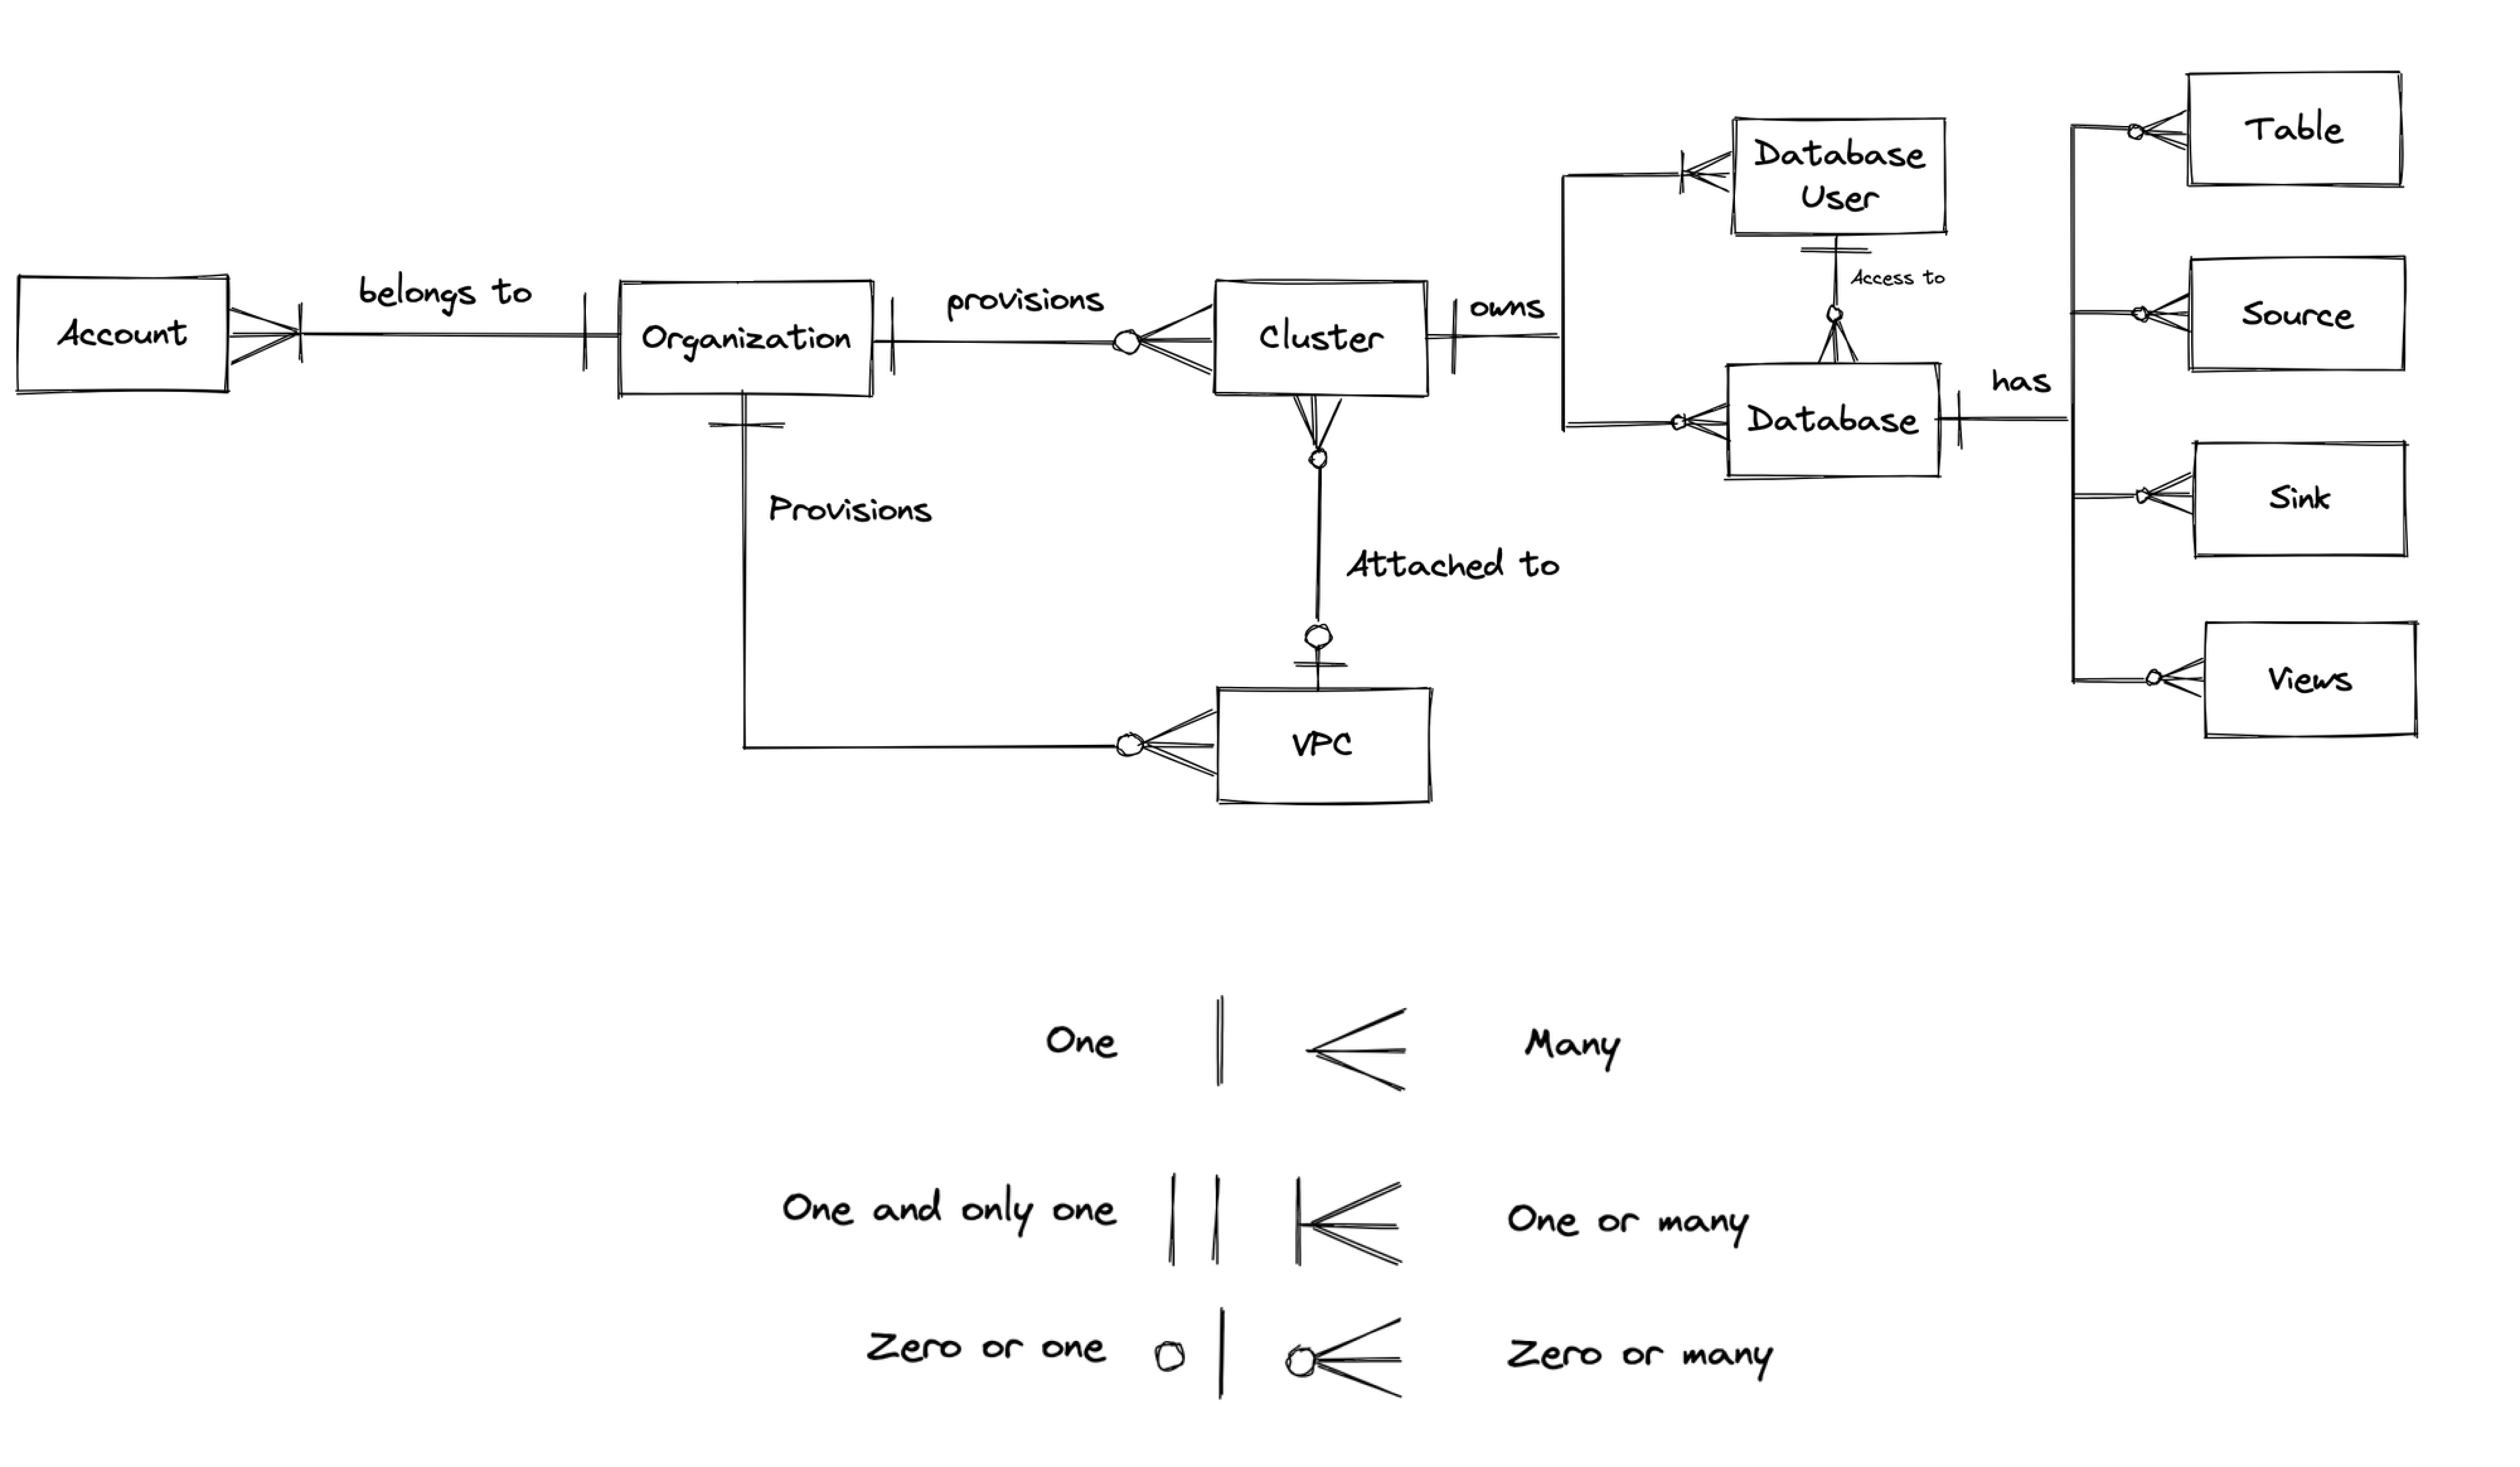 Account
belongs to
Organization
provisions
Cluster
owns
Database
User
Access to
Database
has
Table
Source
Sink
Views
Provisions
Attached to
VPC
One
Many
One and only one
One or many
Zero or one
Zero or many